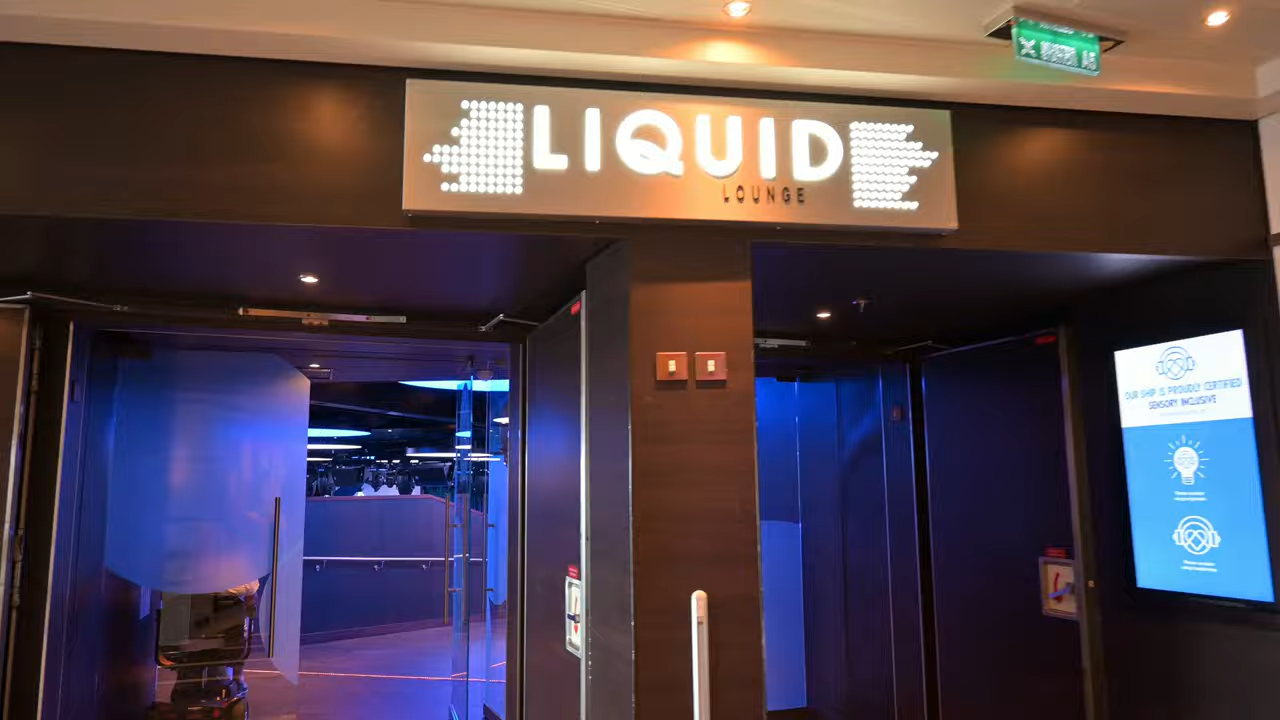 LIQUID
LOUNGE
OUR SHIP IS PROUDLY CERTIFIED
SENSORY INCLUSIVE